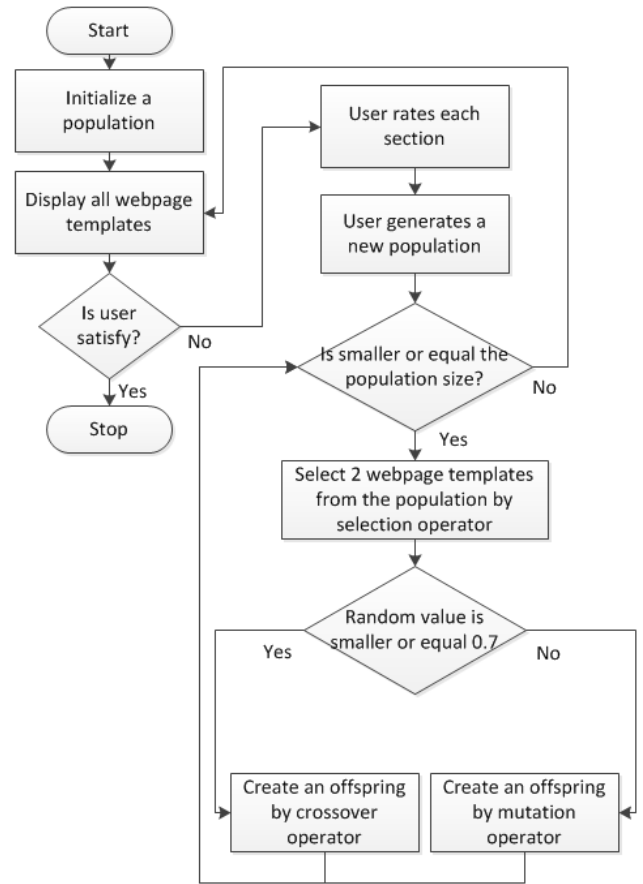 Start
Initialize a
population
Display all webpage
templates
Is user
satisfy?
No
Yes
Stop
User rates each
section
User generates a
new population
Is smaller or equal the
population size?
No
Yes
Select 2 webpage templates
from the population by
selection operator
Random value is
smaller or equal 0.7
Yes
No
Create an offspring
by crossover
operator
Create an offspring
by mutation
operator